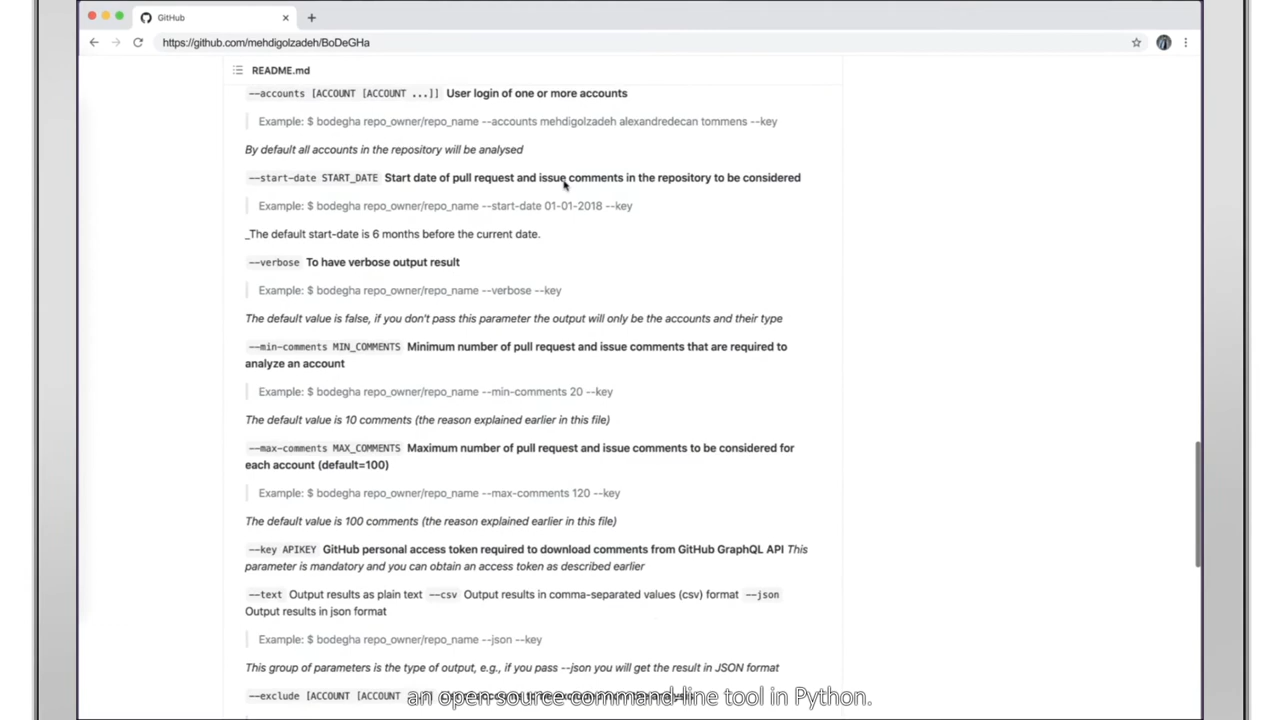 GitHub
https://github.com/mehdigolzadeh/BoDeGHa
README.md
--accounts [ACCOUNT [ACCOUNT ...]] User login of one or more accounts
Example: $ bodegha repo_owner/repo_name --accounts mehdigolzadeh alexandredecan tommens --key
By default all accounts in the repository will be analysed
--start-date START_DATE Start date of pull request and issue comments in the repository to be considered
Example: $ bodegha repo_owner/repo_name --start-date 01-01-2018 --key
_The default start-date is 6 months before the current date.
--verbose To have verbose output result
Example: $ bodegha repo_owner/repo_name --verbose --key
The default value is false, if you don't pass this parameter the output will only be the accounts and their type
--min-comments MIN_COMMENTS Minimum number of pull request and issue comments that are required to
analyze an account
Example: $ bodegha repo_owner/repo_name --min-comments 20 --key
The default value is 10 comments (the reason explained earlier in this file)
--max-comments MAX_COMMENTS Maximum number of pull request and issue comments to be considered for
each account (default=100)
Example: $ bodegha repo_owner/repo_name --max-comments 120 --key
The default value is 100 comments (the reason explained earlier in this file)
--key APIKEY GitHub personal access token required to download comments from GitHub GraphQL API This
parameter is mandatory and you can obtain an access token as described earlier
--text Output results as plain text --csv Output results in comma-separated values (csv) format --json
Output results in json format
Example: $ bodegha repo_owner/repo_name --json --key
This group of parameters is the type of output, e.g., if you pass --json you will get the result in JSON format
--exclude [ACCOUNT [ACCOUNT
an open source command-line tool in Python.